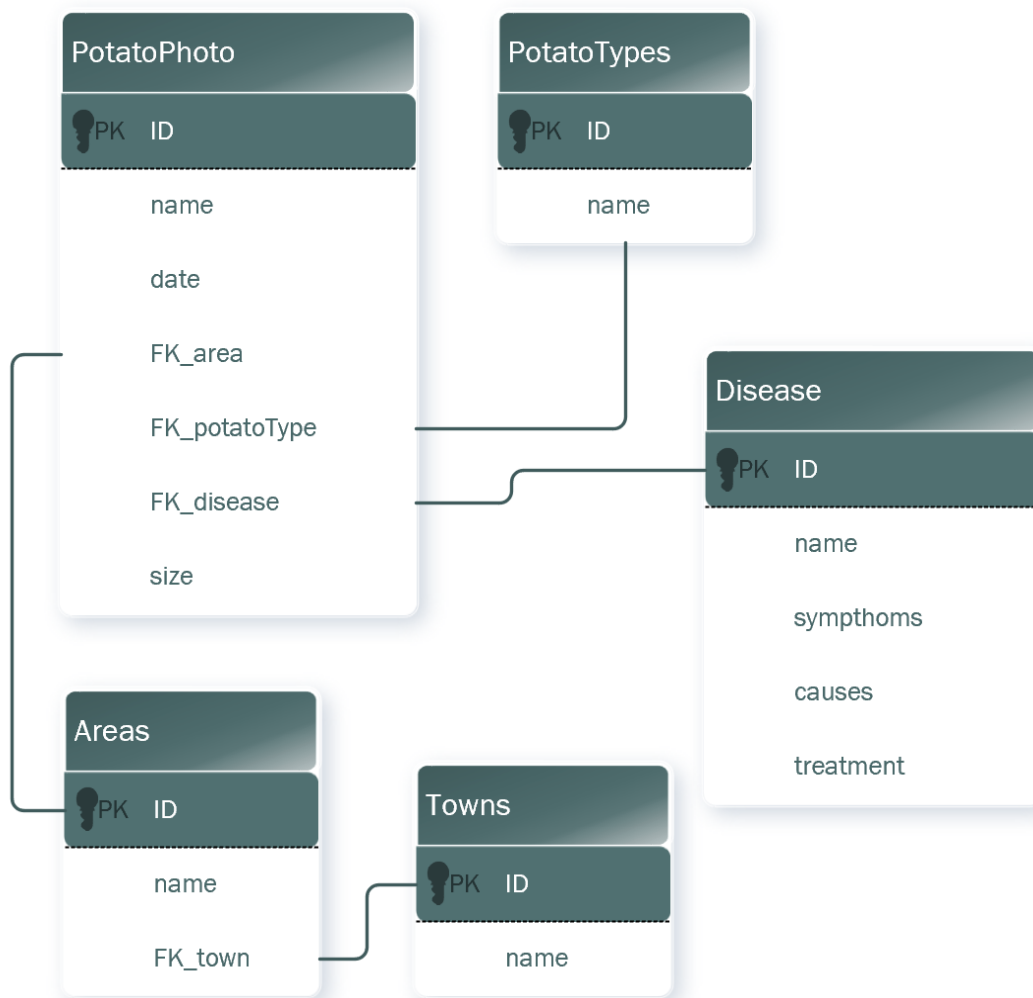 PotatoPhoto
PK ID
name
date
FK_area
FK_potatoType
FK_disease
size
PotatoTypes
PK ID
name
Disease
PK ID
name
sympthoms
causes
treatment
Areas
PK ID
name
FK_town
Towns
PK ID
name